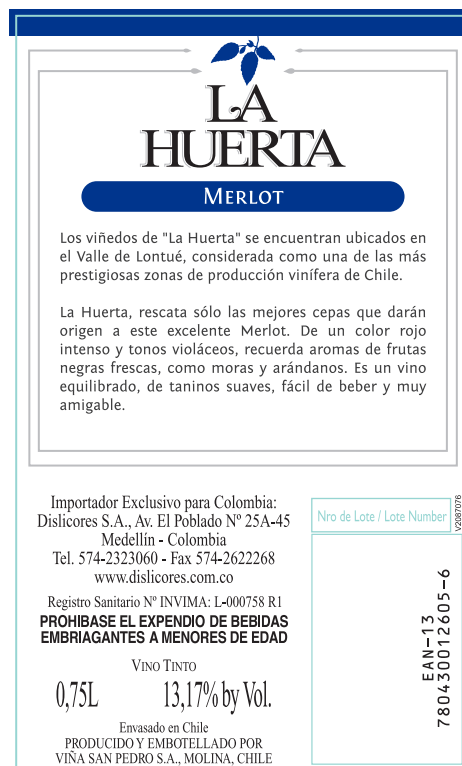 LA
HUERTA
MERLOT
Los viñedos de "La Huerta" se encuentran ubicados en
el Valle de Lontué, considerada como una de las más
prestigiosas zonas de producción vinífera de Chile.
La Huerta, rescata sólo las mejores cepas que darán
origen a este excelente Merlot. De un color rojo
intenso y tonos violáceos, recuerda aromas de frutas
negras frescas, como moras y arándanos. Es un vino
equilibrado, de taninos suaves, fácil de beber y muy
amigable.
Importador Exclusivo para Colombia:
Dislicores S.A., Av. El Poblado Nº 25A-45
Medellín - Colombia
Tel. 574-2323060 - Fax 574-2622268
www.dislicores.com.co
Registro Sanitario Nº INVIMA: L-000758 R1
PROHIBASE EL EXPENDIO DE BEBIDAS
EMBRIAGANTES A MENORES DE EDAD
VINO TINTO
0,75L 13,17% by Vol.
Envasado en Chile
PRODUCIDO Y EMBOTELLADO POR
VIÑA SAN PEDRO S.A., MOLINA, CHILE
Nro de Lote / Lote Number
V2087076
EAN-13
780430012605-6